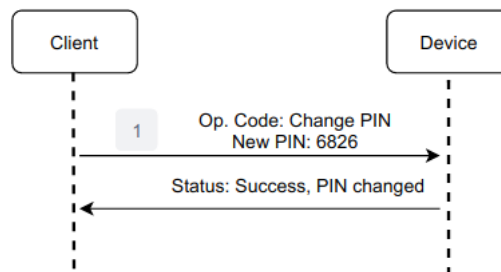 Client
Device
1
Op. Code: Change PIN
New PIN: 6826
Status: Success, PIN changed